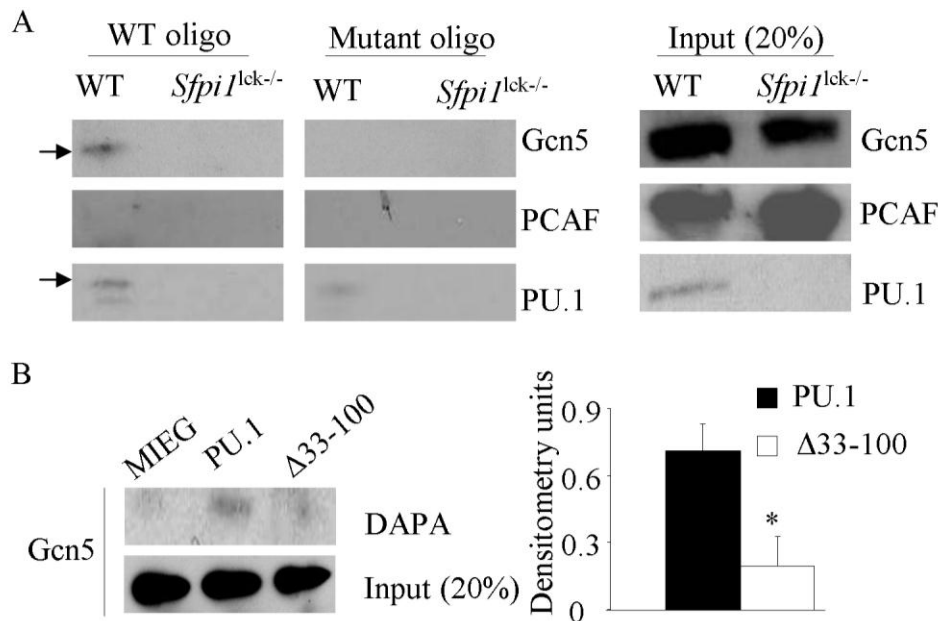 A
WT oligo
Mutant oligo
Input (20%)
WT Sfpi1lck-/-
WT Sfpi1lck-/-
WT Sfpi1lck-/-
Gcn5
Gcn5
PCAF
PCAF
PU.1
PU.1
B
MIEG
PU.1
Δ33-100
Gcn5
DAPA
Input (20%)
Densitometry units
0.9
0.6
0.3
0
*
PU.1
Δ33-100